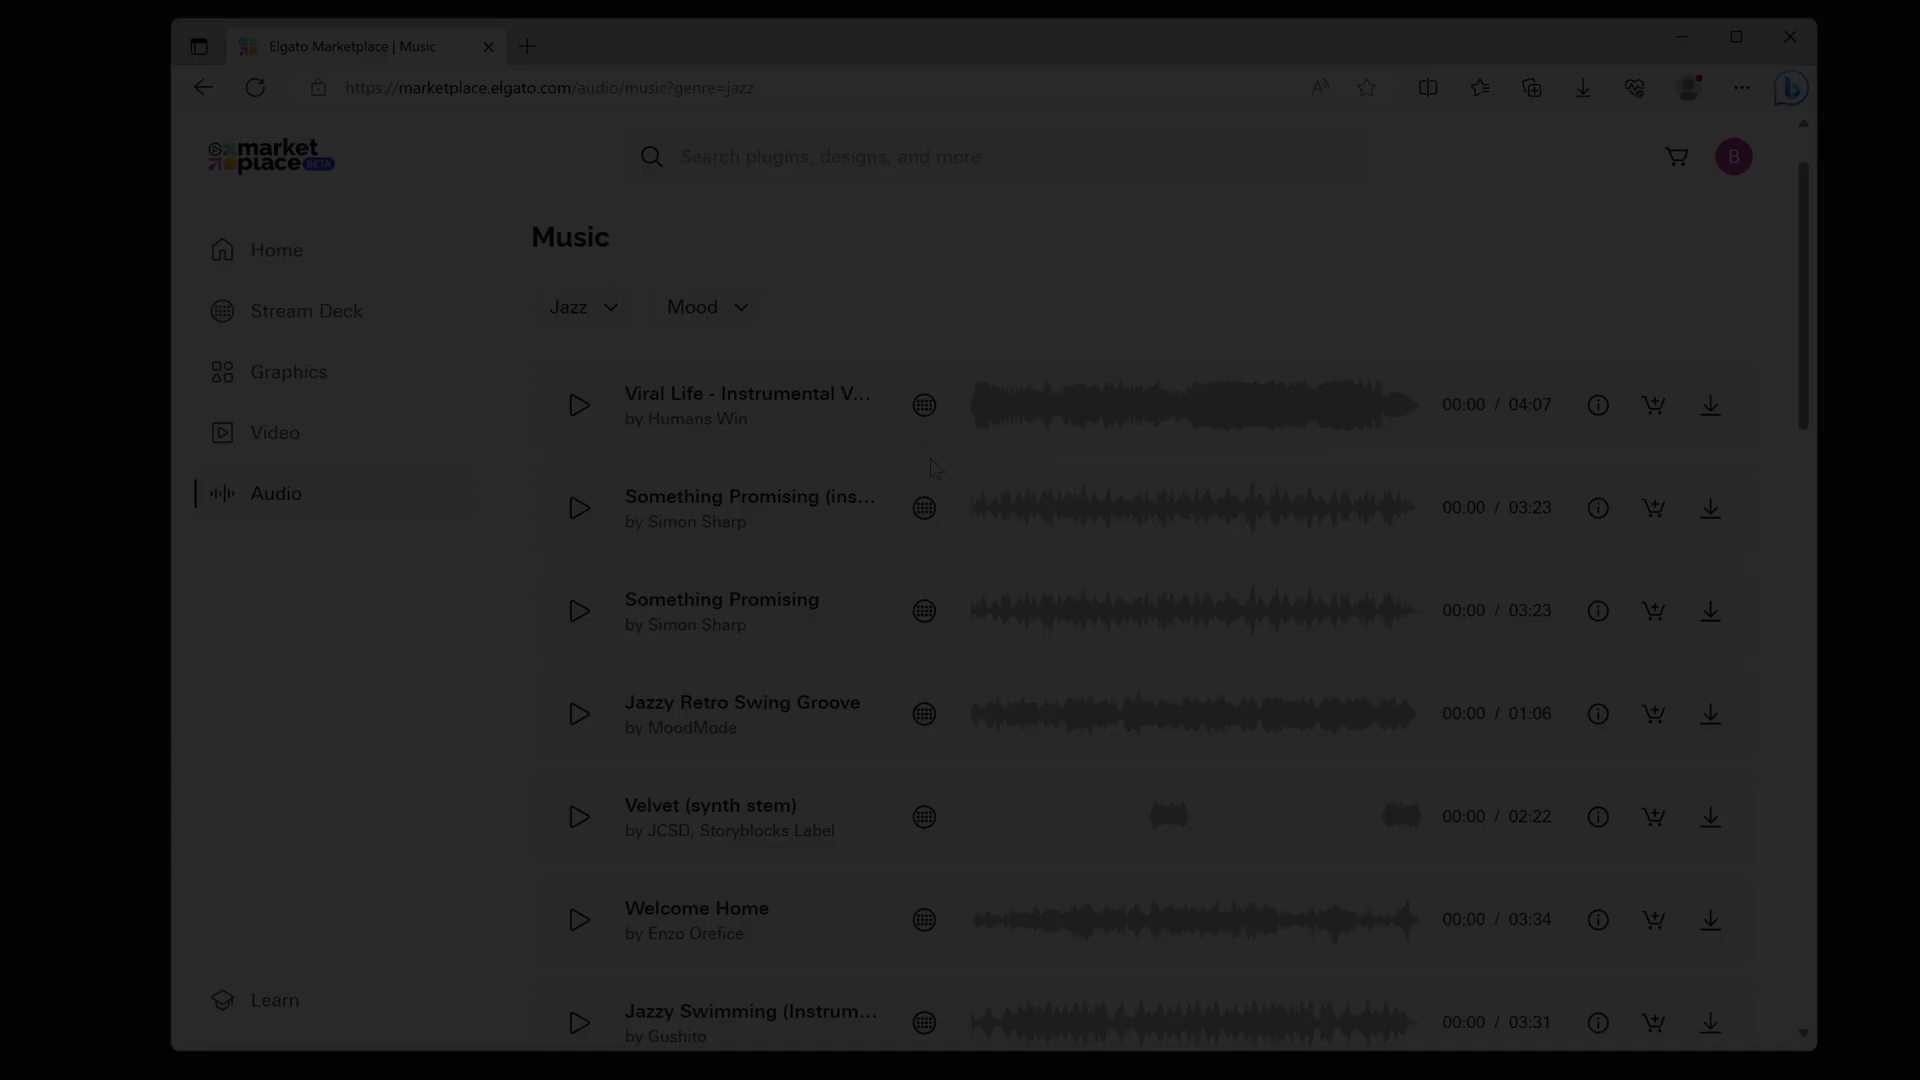 Elgato Marketplace | Music
https://marketplace.elgato.com/audio/music?genre=jazz
market
place BETA
Search plugins, designs, and more
B
Home
Stream Deck
Graphics
Video
Audio
Learn
Music
Jazz
Mood
Viral Life - Instrumental V...
by Humans Win
00:00 / 04:07
Something Promising (ins...
by Simon Sharp
00:00 / 03:23
Something Promising
by Simon Sharp
00:00 / 03:23
Jazzy Retro Swing Groove
by MoodMode
00:00 / 01:06
Velvet (synth stem)
by JCSD, Storyblocks Label
00:00 / 02:22
Welcome Home
by Enzo Orefice
00:00 / 03:34
Jazzy Swimming (Instrum...
by Gushito
00:00 / 03:31